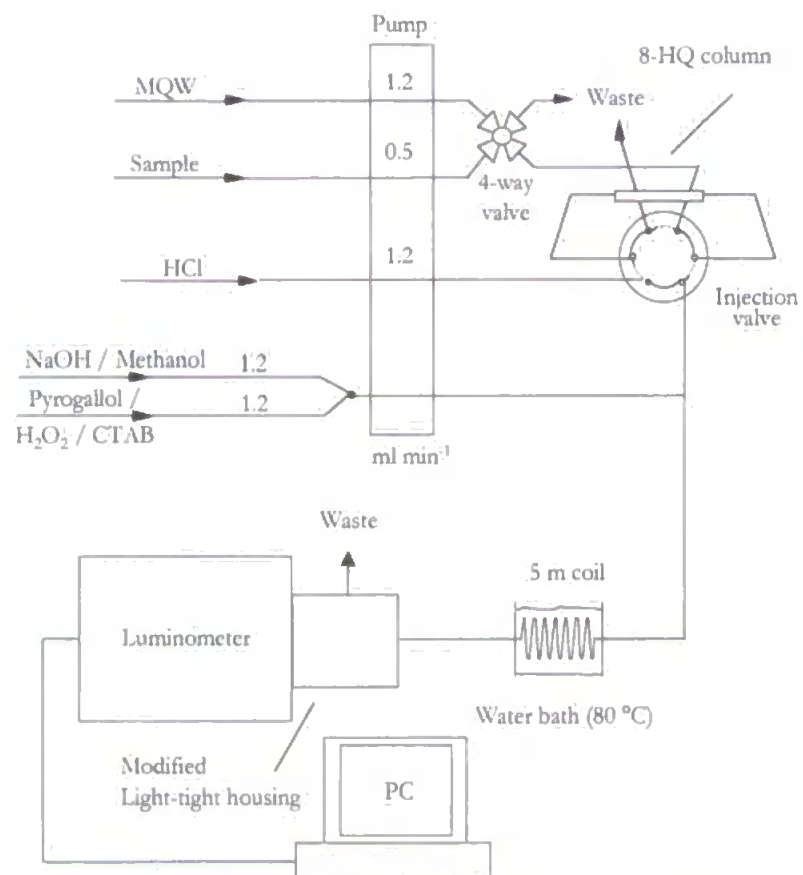 Pump
8-HQ column
MQW
1.2
Waste
Sample
0.5
4-way
valve
HCl
1.2
Injection
valve
NaOH / Methanol 1.2
Pyrogallol / 1.2
H₂O₂ / CTAB
ml min⁻¹
Waste
5 m coil
Luminometer
Water bath (80 °C)
Modified
Light-tight housing
PC